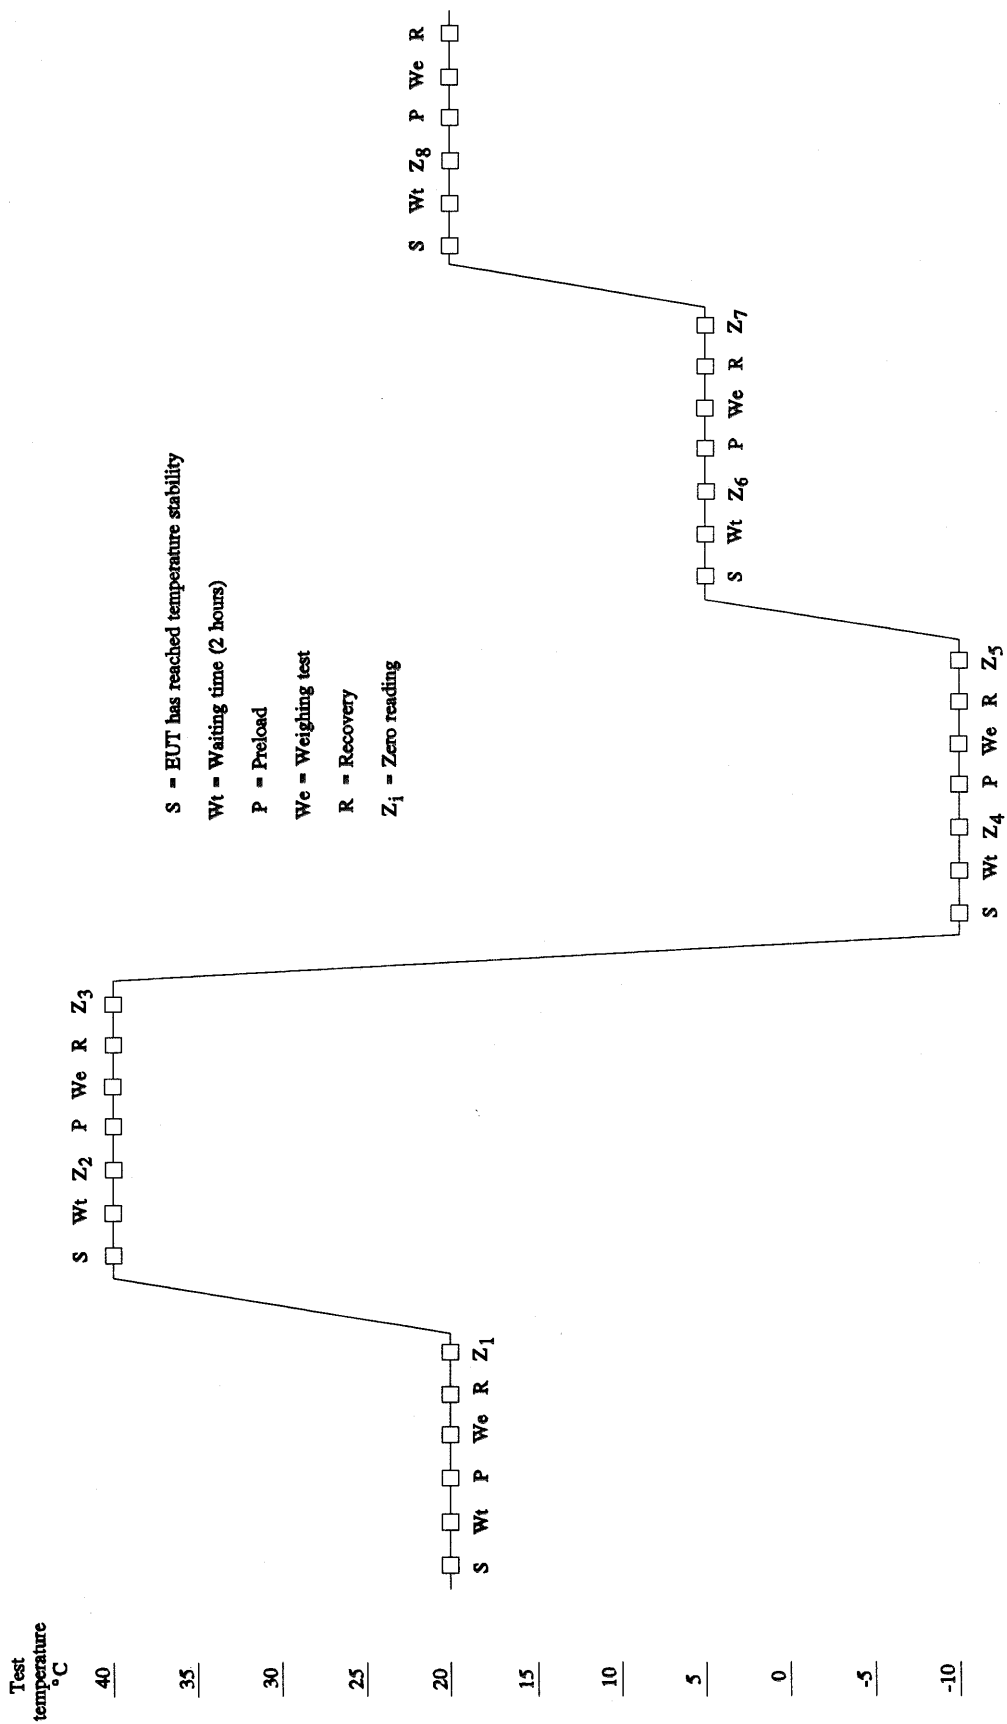 Test
temperature
°C
40
35
30
25
20
15
10
5
0
-5
-10
S Wt P We R Z1
S Wt Z2 P We R Z3
S Wt Z4 P We R Z5
S Wt Z6 P We R Z7
S Wt Z8 P We R
S = EUT has reached temperature stability
Wt = Waiting time (2 hours)
P = Preload
We = Weighing test
R = Recovery
Zi = Zero reading